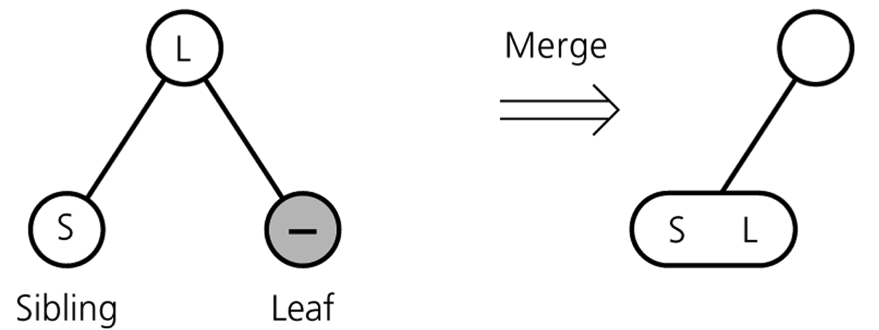 L
Merge
S
–
S L
Sibling
Leaf